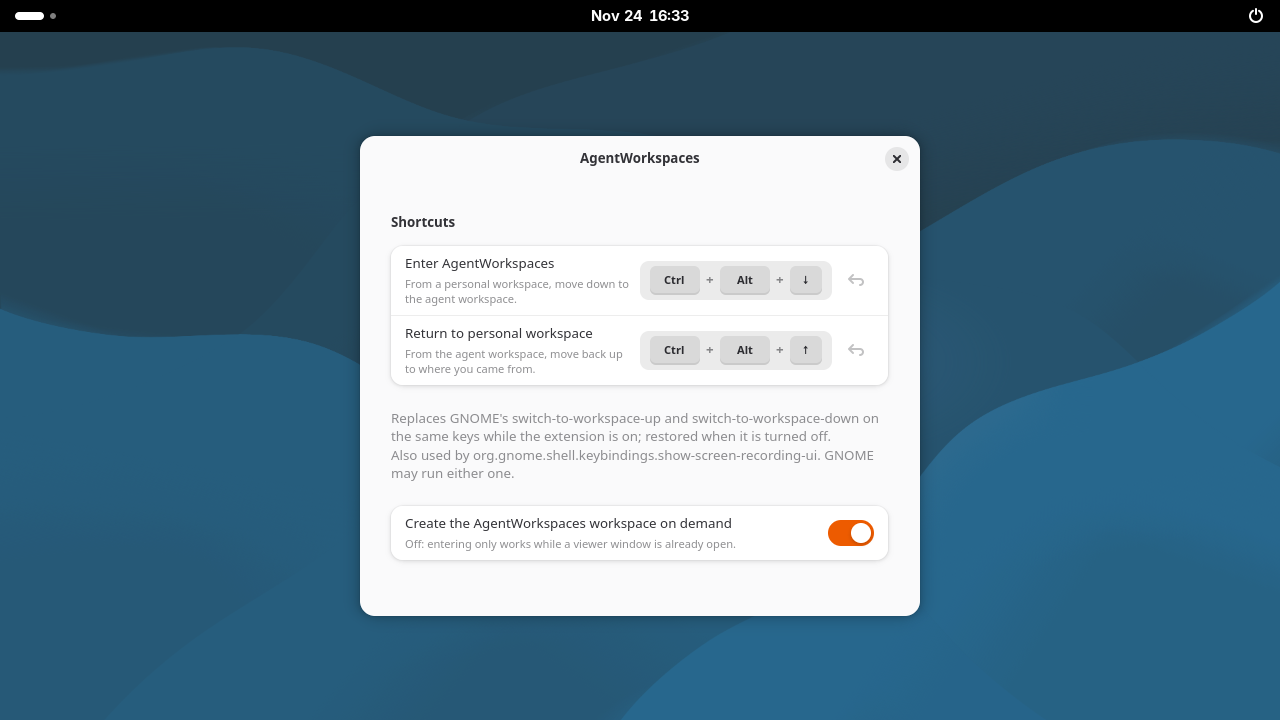 Nov 24 16:33
AgentWorkspaces
Shortcuts
Enter AgentWorkspaces
From a personal workspace, move down to
the agent workspace.
Ctrl + Alt + ↓
Return to personal workspace
From the agent workspace, move back up
to where you came from.
Ctrl + Alt + ↑
Replaces GNOME's switch-to-workspace-up and switch-to-workspace-down on
the same keys while the extension is on; restored when it is turned off.
Also used by org.gnome.shell.keybindings.show-screen-recording-ui. GNOME
may run either one.
Create the AgentWorkspaces workspace on demand
Off: entering only works while a viewer window is already open.